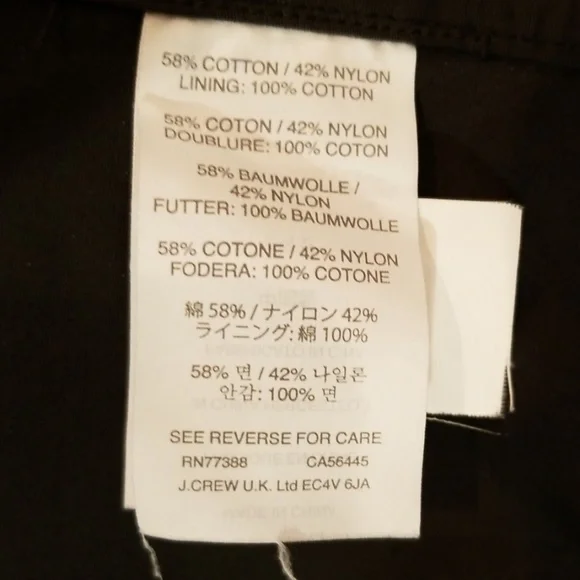 58% COTTON / 42% NYLON
LINING: 100% COTTON
58% COTON / 42% NYLON
DOUBLURE: 100% COTON
58% BAUMWOLLE /
42% NYLON
FUTTER: 100% BAUMWOLLE
58% COTONE / 42% NYLON
FODERA: 100% COTONE
綿 58% / ナイロン 42%
ライニング: 綿 100%
58% 면 / 42% 나일론
안감: 100% 면
SEE REVERSE FOR CARE
RN77388 CA56445
J.CREW U.K. Ltd EC4V 6JA